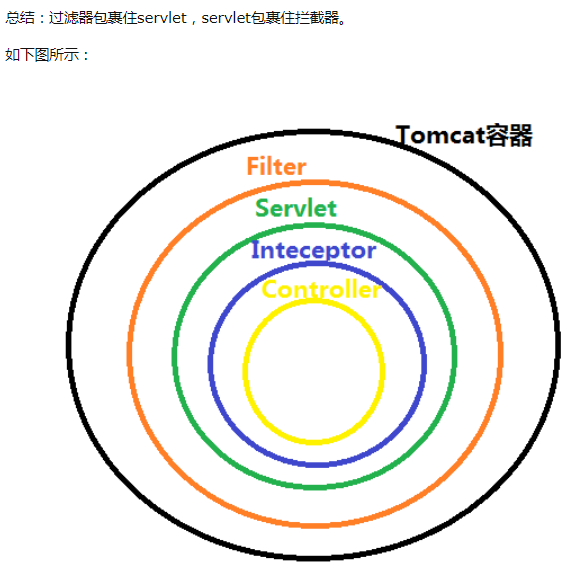 总结：过滤器包裹住servlet，servlet包裹住拦截器。
如下图所示：
Tomcat容器
Filter
Servlet
Inteceptor
Controller